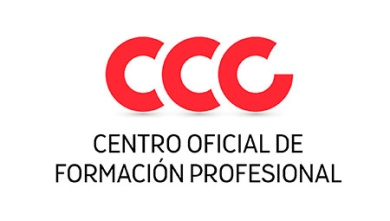 CCC
CENTRO OFICIAL DE
FORMACIÓN PROFESIONAL